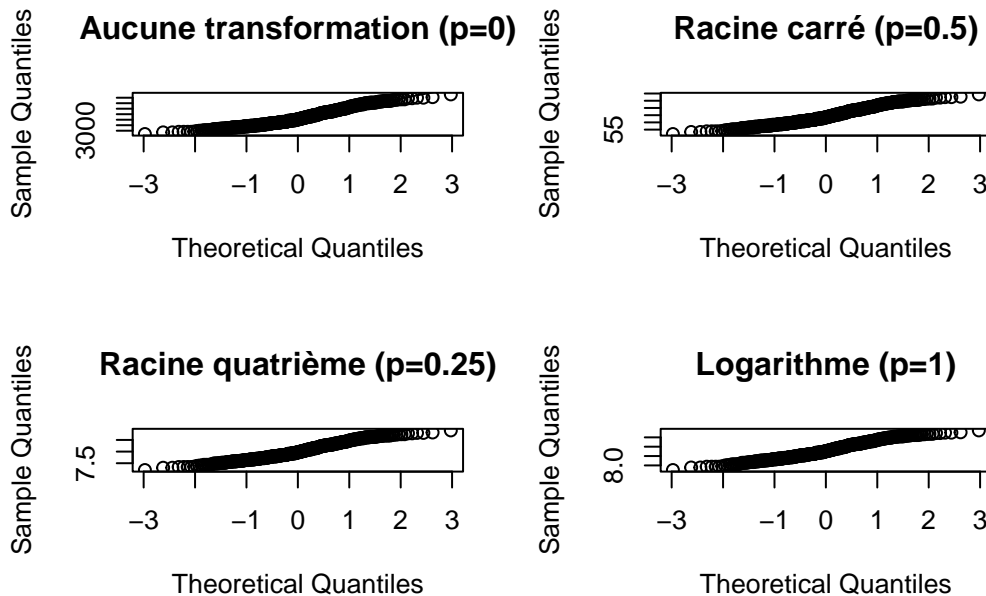 Aucune transformation (p=0)
Sample Quantiles
3000
−3 −1 0 1 2 3
Theoretical Quantiles
Racine carré (p=0.5)
Sample Quantiles
55
−3 −1 0 1 2 3
Theoretical Quantiles
Racine quatrième (p=0.25)
Sample Quantiles
7.5
−3 −1 0 1 2 3
Theoretical Quantiles
Logarithme (p=1)
Sample Quantiles
8.0
−3 −1 0 1 2 3
Theoretical Quantiles